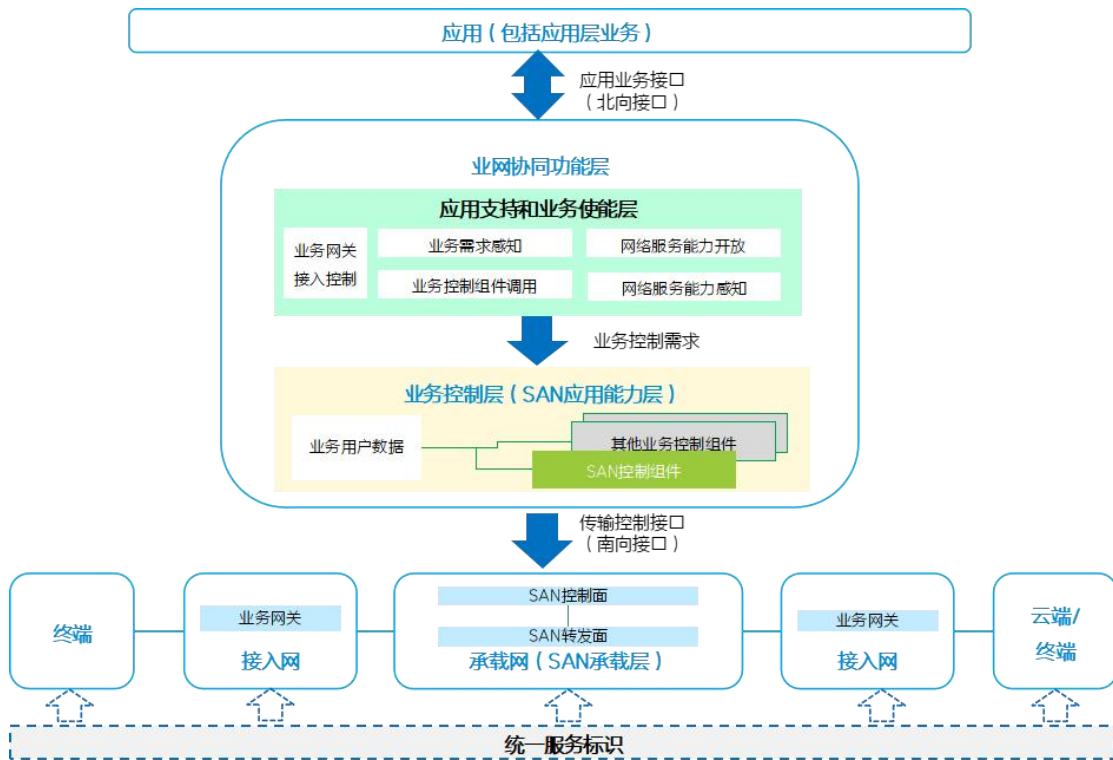 应用（包括应用层业务）
应用业务接口
（北向接口）
业网协同功能层
应用支持和业务使能层
业务网关
接入控制
业务需求感知
网络服务能力开放
业务控制组件调用
网络服务能力感知
业务控制需求
业务控制层（SAN应用能力层）
业务用户数据
其他业务控制组件
SAN控制组件
传输控制接口
（南向接口）
终端
业务网关
接入网
SAN控制面
SAN转发面
承载网（SAN承载层）
业务网关
接入网
云端/
终端
统一服务标识